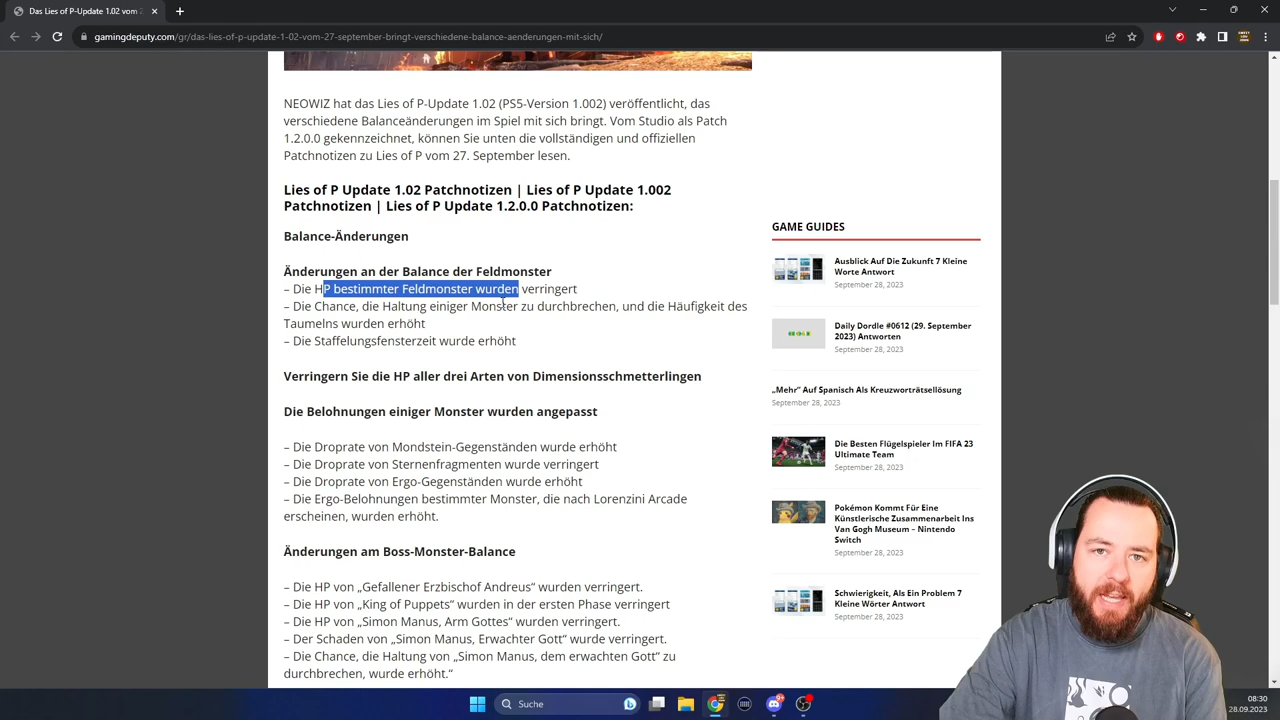 Das Lies of P-Update 1.02 vom
gamingdeputy.com/gr/das-lies-of-p-update-1-02-vom-27-september-bringt-verschiedene-balance-aenderungen-mit-sich/
NEOWIZ hat das Lies of P-Update 1.02 (PS5-Version 1.002) veröffentlicht, das
verschiedene Balanceänderungen im Spiel mit sich bringt. Vom Studio als Patch
1.2.0.0 gekennzeichnet, können Sie unten die vollständigen und offiziellen
Patchnotizen zu Lies of P vom 27. September lesen.
Lies of P Update 1.02 Patchnotizen | Lies of P Update 1.002
Patchnotizen | Lies of P Update 1.2.0.0 Patchnotizen:
Balance-Änderungen
Änderungen an der Balance der Feldmonster
– Die HP bestimmter Feldmonster wurden verringert
– Die Chance, die Haltung einiger Monster zu durchbrechen, und die Häufigkeit des
Taumelns wurden erhöht
– Die Staffelungsfensterzeit wurde erhöht
Verringern Sie die HP aller drei Arten von Dimensionsschmetterlingen
Die Belohnungen einiger Monster wurden angepasst
– Die Droprate von Mondstein-Gegenständen wurde erhöht
– Die Droprate von Sternenfragmenten wurde verringert
– Die Droprate von Ergo-Gegenständen wurde erhöht
– Die Ergo-Belohnungen bestimmter Monster, die nach Lorenzini Arcade
erscheinen, wurden erhöht.
Änderungen am Boss-Monster-Balance
– Die HP von „Gefallener Erzbischof Andreus“ wurden verringert.
– Die HP von „King of Puppets“ wurden in der ersten Phase verringert
– Die HP von „Simon Manus, Arm Gottes“ wurden verringert.
– Der Schaden von „Simon Manus, Erwachter Gott“ wurde verringert.
– Die Chance, die Haltung von „Simon Manus, dem erwachten Gott“ zu
durchbrechen, wurde erhöht.“
GAME GUIDES
Ausblick Auf Die Zukunft 7 Kleine
Worte Antwort
September 28, 2023
Daily Dordle #0612 (29. September
2023) Antworten
September 28, 2023
„Mehr“ Auf Spanisch Als Kreuzworträtsellösung
September 28, 2023
Die Besten Flügelspieler Im FIFA 23
Ultimate Team
September 28, 2023
Pokémon Kommt Für Eine
Künstlerische Zusammenarbeit Ins
Van Gogh Museum – Nintendo
Switch
September 28, 2023
Schwierigkeit, Als Ein Problem 7
Kleine Wörter Antwort
September 28, 2023
Suche
08:30
28.09.2023